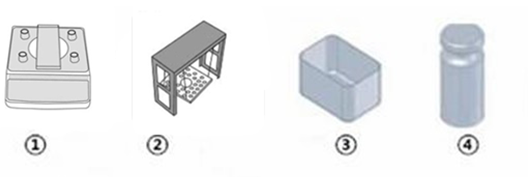 ① ② ③ ④